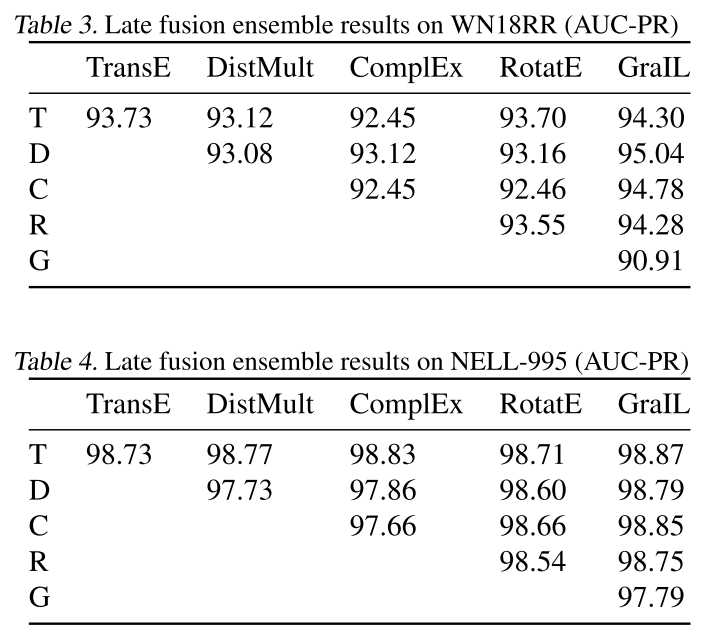 Table 3. Late fusion ensemble results on WN18RR (AUC-PR)
TransE DistMult ComplEx RotatE GraIL
T 93.73 93.12 92.45 93.70 94.30
D 93.08 93.12 93.16 95.04
C 92.45 92.46 94.78
R 93.55 94.28
G 90.91
Table 4. Late fusion ensemble results on NELL-995 (AUC-PR)
TransE DistMult ComplEx RotatE GraIL
T 98.73 98.77 98.83 98.71 98.87
D 97.73 97.86 98.60 98.79
C 97.66 98.66 98.85
R 98.54 98.75
G 97.79